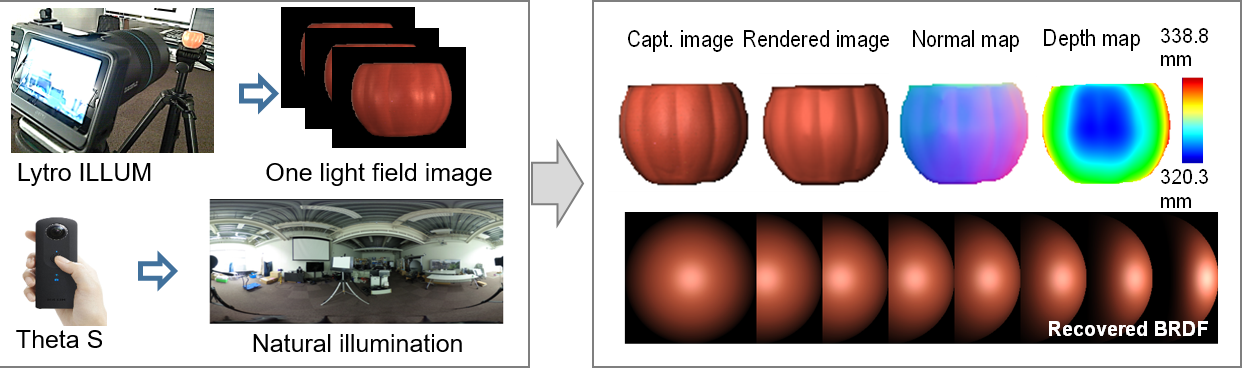 Lytro ILLUM
One light field image
Theta S
Natural illumination
Capt. image
Rendered image
Normal map
Depth map
338.8
mm
320.3
mm
Recovered BRDF